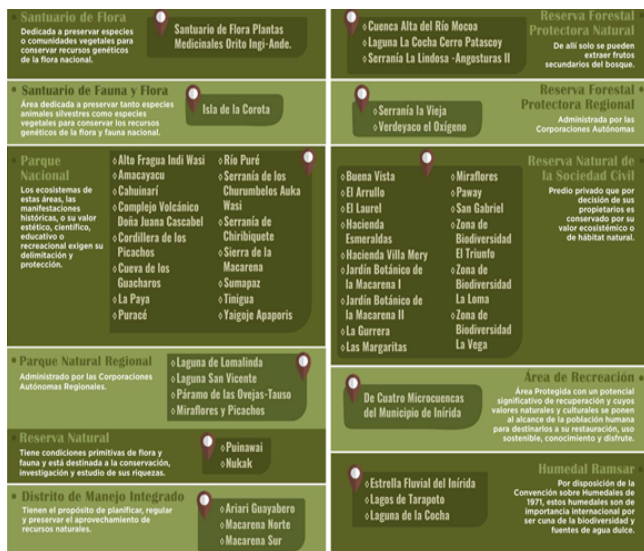 Santuario de Flora
Dedicada a preservar especies
o comunidades vegetales para
conservar recursos genéticos
de la flora nacional.
Santuario de Flora Plantas
Medicinales Orito Ingi-Ande.
Santuario de Fauna y Flora
Área dedicada a preservar tanto especies
animales silvestres como especies
vegetales para conservar los recursos
genéticos de la flora y fauna nacional.
Isla de la Corota
Parque
Nacional
Los ecosistemas de
estas áreas, las
manifestaciones
históricas, o su valor
estético, científico,
educativo o
recreacional exigen su
delimitación y
protección.
Alto Fragua Indi Wasi
Amacayacu
Cahuinarí
Complejo Volcánico
Doña Juana Cascabel
Cordillera de los
Picachos
Cueva de los
Guacharos
La Paya
Puracé
Río Puré
Serranía de los
Churumbelos Auka
Wasi
Serranía de
Chiribiquete
Sierra de la
Macarena
Sumapaz
Tinigua
Yaigoje Apaporis
Parque Natural Regional
Administrado por las Corporaciones
Autónomas Regionales.
Laguna de Lomalinda
Laguna San Vicente
Páramo de las Ovejas-Tauso
Miraflores y Picachos
Reserva Natural
Tiene condiciones primitivas de flora y
fauna y está destinada a la conservación,
investigación y estudio de sus riquezas.
Puinawai
Nukak
Distrito de Manejo Integrado
Tienen el propósito de planificar, regular
y preservar el aprovechamiento de
recursos naturales.
Ariari Guayabero
Macarena Norte
Macarena Sur
Cuenca Alta del Río Mocoa
Laguna La Cocha Cerro Patascoy
Serranía La Lindosa -Angosturas II
Reserva Forestal
Protectora Natural
De allí solo se pueden
extraer frutos
secundarios del bosque.
Serranía la Vieja
Verdeyaco el Oxígeno
Reserva Forestal
Protectora Regional
Administrada por las
Corporaciones Autónomas
Buena Vista
El Arrullo
El Laurel
Hacienda
Esmeraldas
Hacienda Villa Mery
Jardín Botánico de
la Macarena I
Jardín Botánico de
la Macarena II
La Gurrera
Las Margaritas
Miraflores
Paway
San Gabriel
Zona de
Biodiversidad
El Triunfo
Zona de
Biodiversidad
La Loma
Zona de
Biodiversidad
La Vega
Reserva Natural de
la Sociedad Civil
Predio privado que por
decisión de sus
propietarios es
conservado por su
valor ecosistémico o
de hábitat natural.
De Cuatro Microcuencas
del Municipio de Inírida
Área de Recreación
Área Protegida con un potencial
significativo de recuperación y cuyos
valores naturales y culturales se ponen
al alcance de la población humana
para destinarlos a su restauración, uso
sostenible, conocimiento y disfrute.
Estrella Fluvial del Inírida
Lagos de Tarapoto
Laguna de la Cocha
Humedal Ramsar
Por disposición de la
Convención sobre Humedales de
1971, estos humedales son de
importancia internacional por
ser cuna de la biodiversidad y
fuentes de agua dulce.